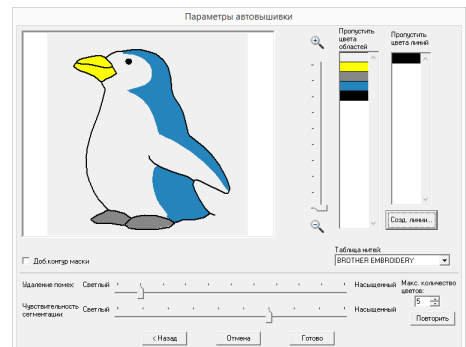 Параметры автовышивки
Пропустить
цвета
областей
Пропустить
цвета линий
Созд. линии...
Таблица нитей:
BROTHER EMBROIDERY
Доб.контур маски
Удаление помех:
Светлый
Насыщенный
Макс. количество
цветов:
5
Чувствительность
сегментации:
Светлый
Насыщенный
Повторить
< Назад
Отмена
Готово